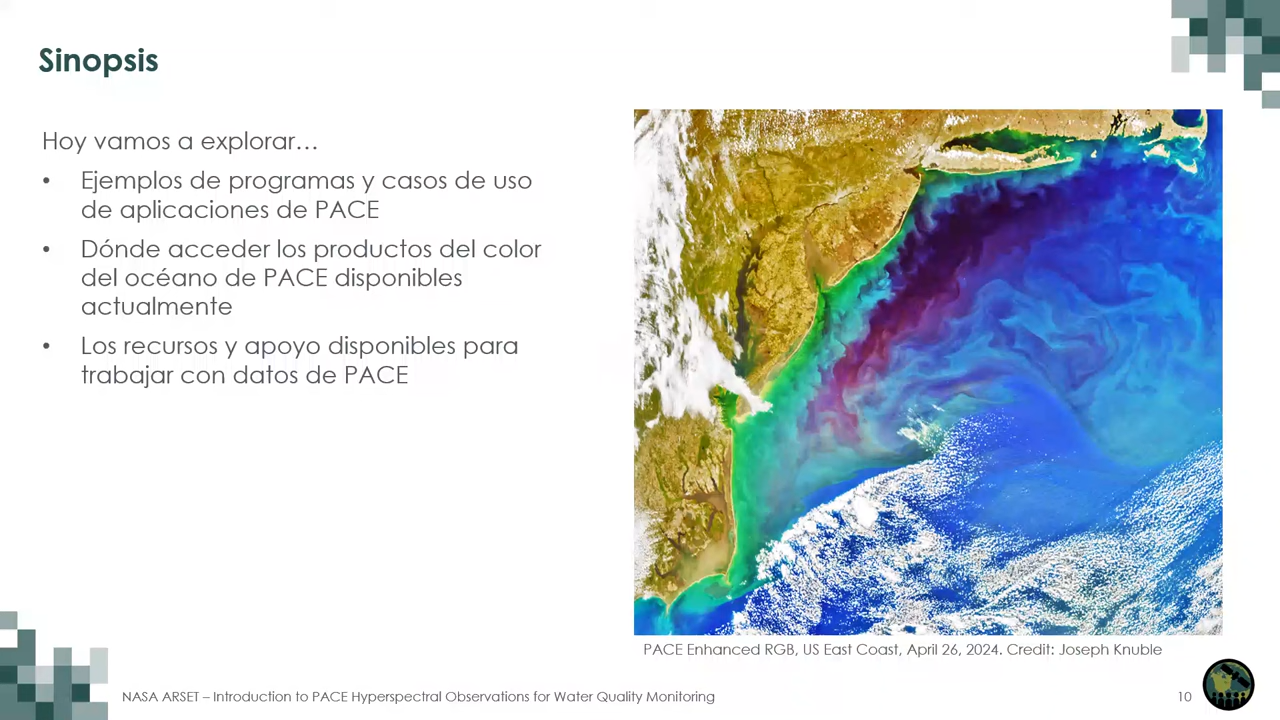 Sinopsis
Hoy vamos a explorar…
• Ejemplos de programas y casos de uso
de aplicaciones de PACE
• Dónde acceder los productos del color
del océano de PACE disponibles
actualmente
• Los recursos y apoyo disponibles para
trabajar con datos de PACE
PACE Enhanced RGB, US East Coast, April 26, 2024. Credit: Joseph Knuble
NASA ARSET – Introduction to PACE Hyperspectral Observations for Water Quality Monitoring
10